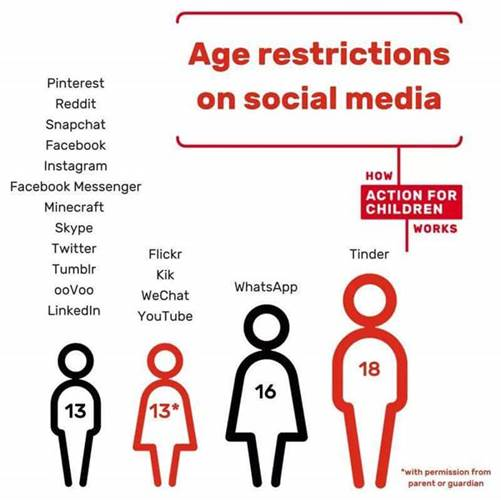 Age restrictions
on social media
HOW
ACTION FOR
CHILDREN
WORKS
Pinterest
Reddit
Snapchat
Facebook
Instagram
Facebook Messenger
Minecraft
Skype
Twitter
Tumblr
ooVoo
LinkedIn
Flickr
Kik
WeChat
YouTube
WhatsApp
Tinder
13
13*
16
18
*with permission from
parent or guardian